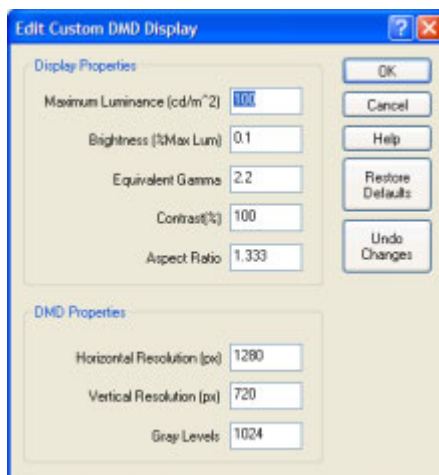 Edit Custom DMD Display
Display Properties
Maximum Luminance (cd/m^2) 100
Brightness (%Max Lum) 0.1
Equivalent Gamma 2.2
Contrast(%) 100
Aspect Ratio 1.333
OK
Cancel
Help
Restore
Defaults
Undo
Changes
DMD Properties
Horizontal Resolution (px) 1280
Vertical Resolution (px) 720
Gray Levels 1024